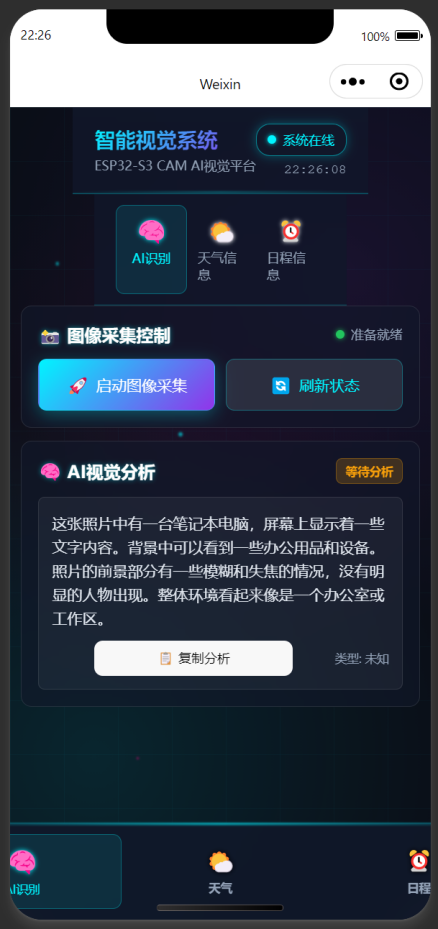 22:26
100%
Weixin
智能视觉系统
系统在线
ESP32-S3 CAM AI视觉平台
22:26:08
AI识别
天气信
息
日程信
息
图像采集控制
准备就绪
启动图像采集
刷新状态
AI视觉分析
等待分析
这张照片中有一台笔记本电脑，屏幕上显示着一些
文字内容。背景中可以看到一些办公用品和设备。
照片的前景部分有一些模糊和失焦的情况，没有明
显的人物出现。整体环境看起来像是一个办公室或
工作区。
复制分析
类型: 未知
AI识别
天气
日程